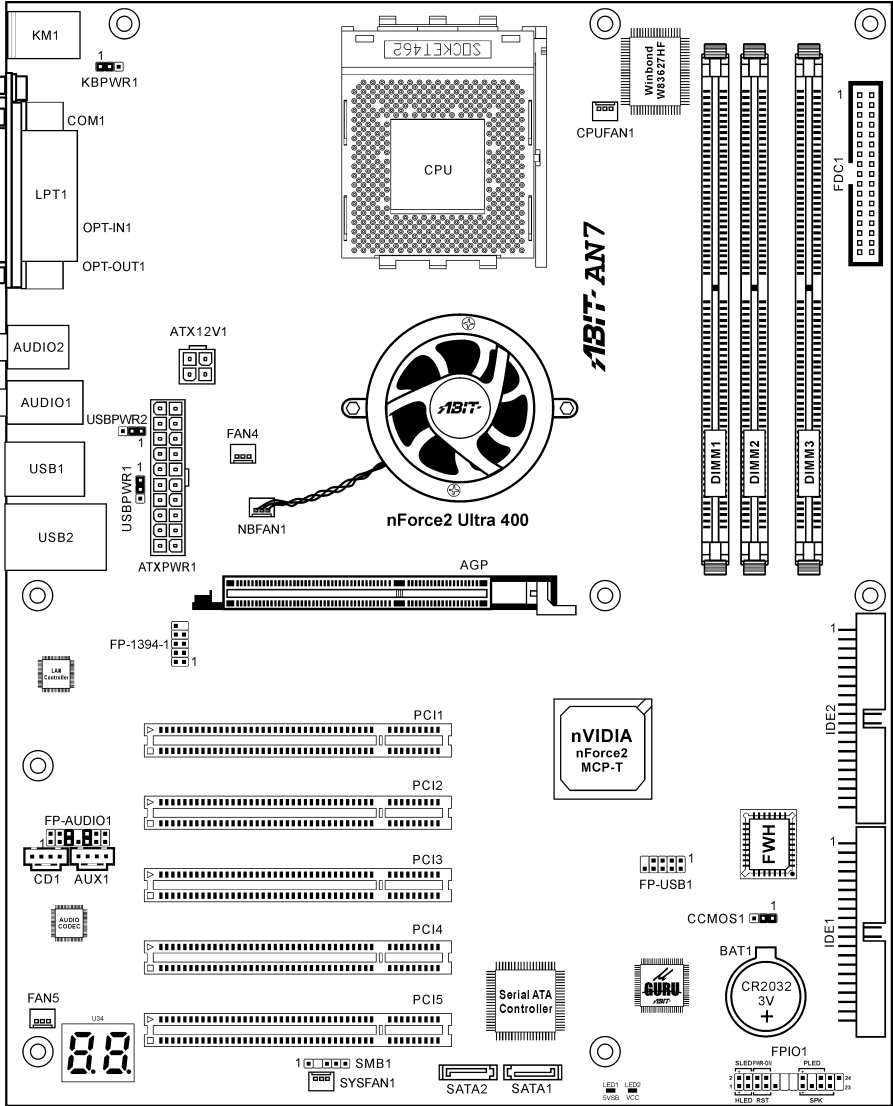 KM1
1
KBPWR1
COM1
LPT1
OPT-IN1
OPT-OUT1
SOCKET462
CPU
Winbond
W83627HF
CPUFAN1
1
FDC1
ABIT AN7
ATX12V1
AUDIO2
AUDIO1
USBPWR2
1
FAN4
USB1
1
USBPWR1
USB2
ATXPWR1
NBFAN1
ABIT
nForce2 Ultra 400
DIMM1
DIMM2
DIMM3
AGP
FP-1394-1
1
LAN
Controller
1
IDE2
PCI1
nVIDIA
nForce2
MCP-T
PCI2
FP-AUDIO1
1
CD1
AUX1
PCI3
FWH
1
FP-USB1
1
IDE1
1
CCMOS1
AUDIO
CODEC
PCI4
BAT1
CR2032
3V
+
Serial ATA
Controller
GURU
ABIT
FAN5
U34
88
PCI5
1
SMB1
SYSFAN1
SATA2
SATA1
LED1
LED2
5VSB
VCC
FPIO1
SLED
PWR-ON
PLED
2
24
1
23
HLED
RST
SPK